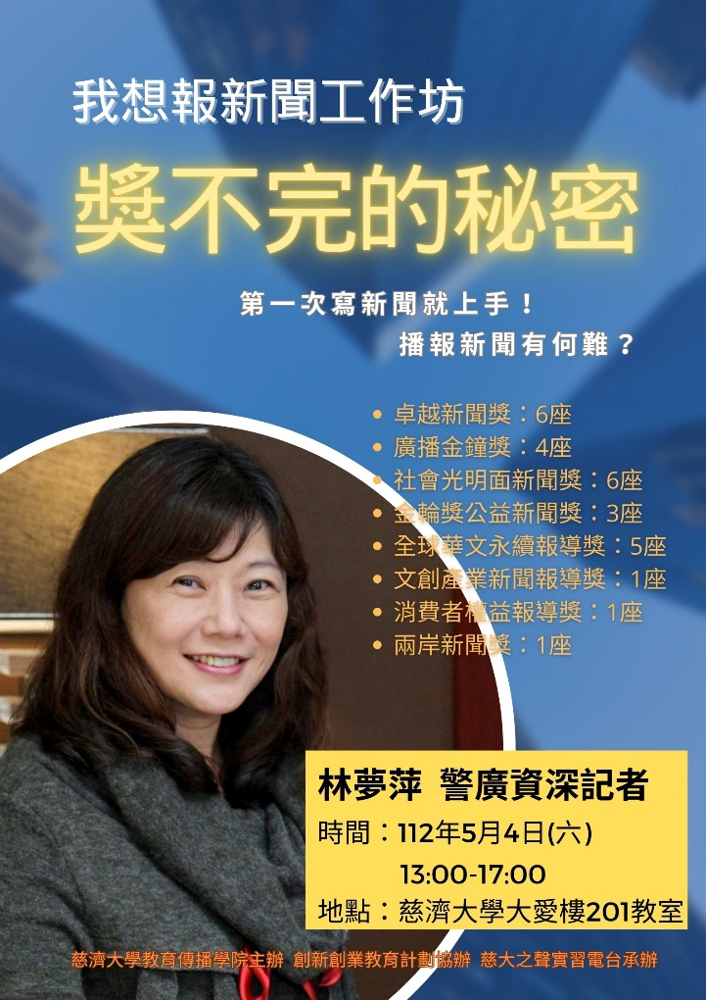 我想報新聞工作坊
獎不完的秘密
第一次寫新聞就上手！
播報新聞有何難？
• 卓越新聞獎：6座
• 廣播金鐘獎：4座
• 社會光明面新聞獎：6座
• 金輪獎公益新聞獎：3座
• 全球華文永續報導獎：5座
• 文創產業新聞報導獎：1座
• 消費者權益報導獎：1座
• 兩岸新聞獎：1座
林夢萍 警廣資深記者
時間：112年5月4日(六)
13:00-17:00
地點：慈濟大學大愛樓201教室
慈濟大學教育傳播學院主辦 創新創業教育計劃協辦 慈大之聲實習電台承辦